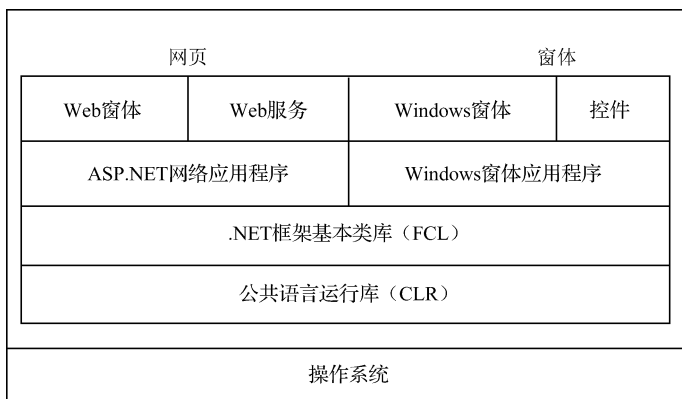 网页 窗体
Web窗体 Web服务 Windows窗体 控件
ASP.NET网络应用程序 Windows窗体应用程序
.NET框架基本类库（FCL）
公共语言运行库（CLR）
操作系统